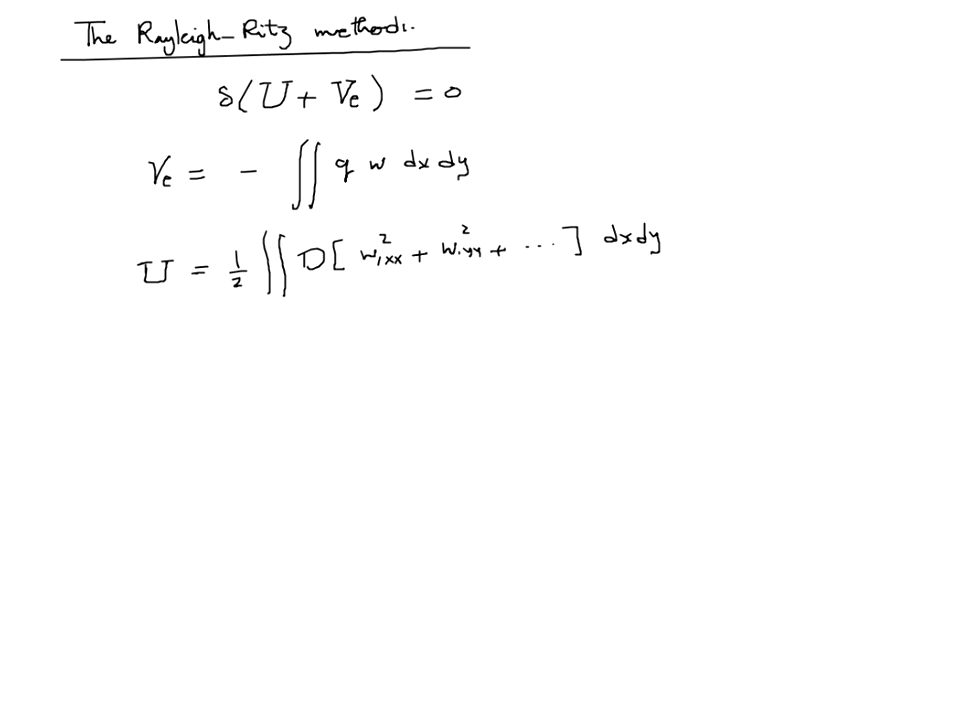 The Rayleigh-Ritz method:.
δ(U + Vₑ) = 0
Vₑ = - ∬ q w dx dy
U = 1/2 ∬ D[ w,xx² + w,yy² + ... ] dxdy